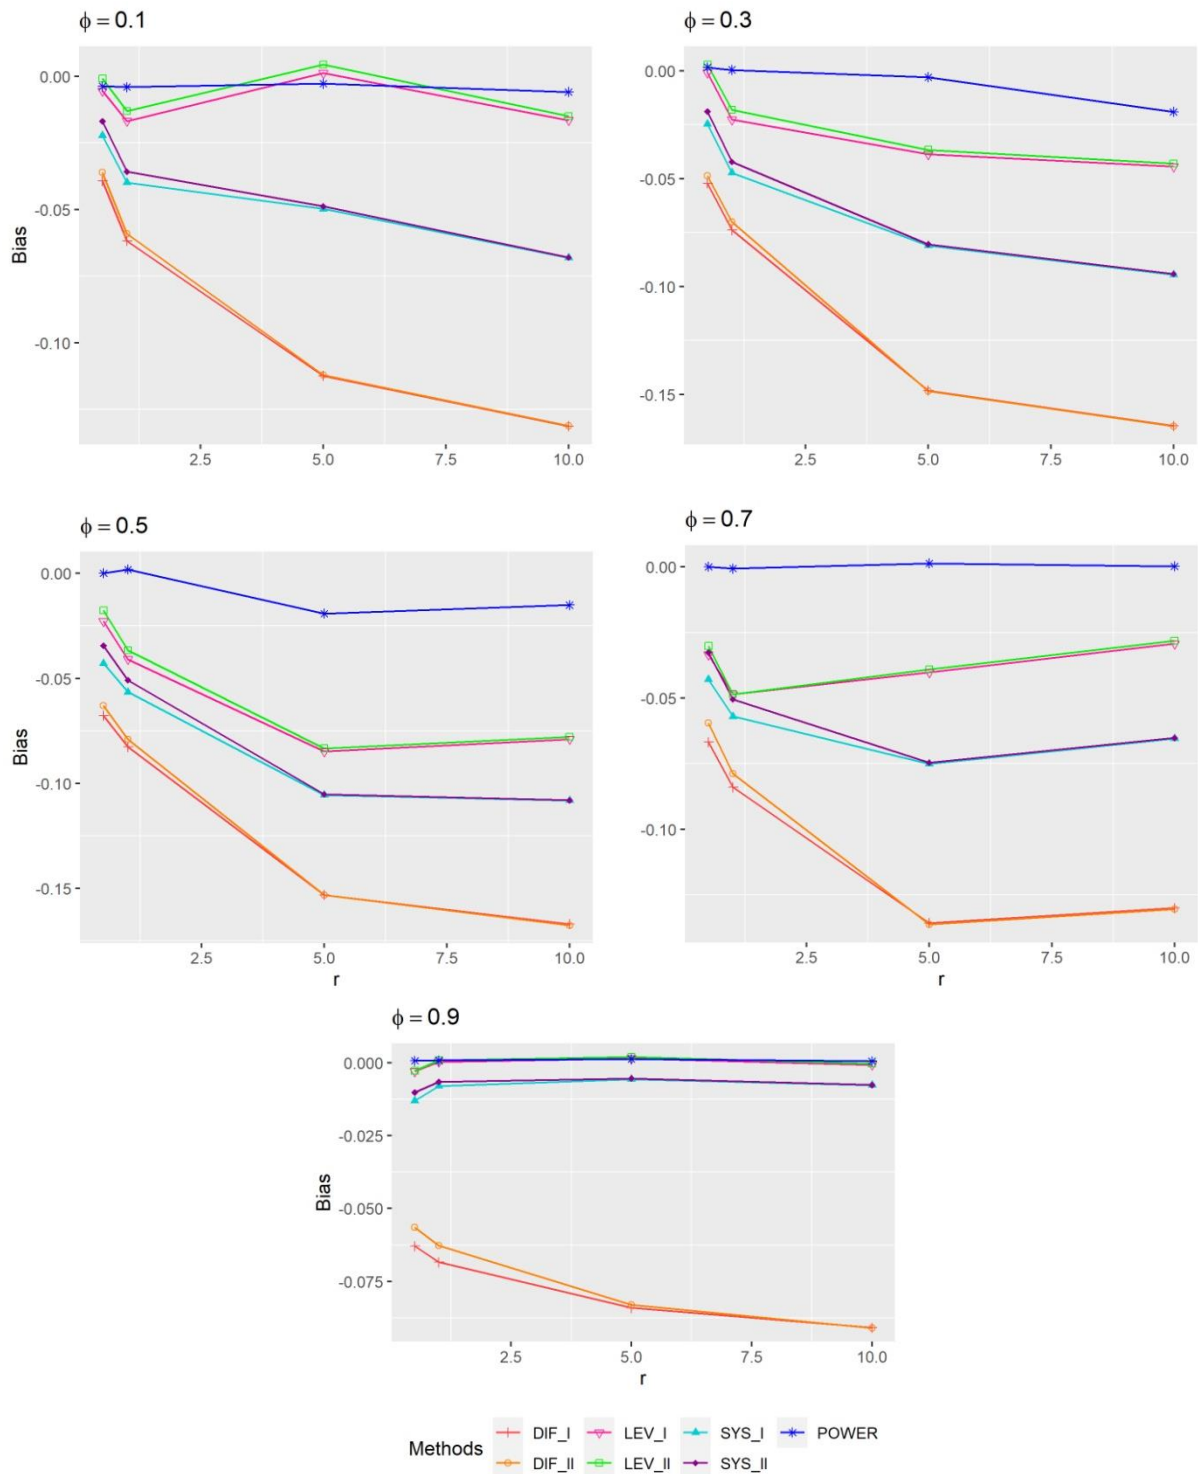 ϕ = 0.1
0.00
-0.05
-0.10
Bias
2.5 5.0 7.5 10.0
ϕ = 0.3
0.00
-0.05
-0.10
-0.15
2.5 5.0 7.5 10.0
ϕ = 0.5
0.00
-0.05
-0.10
-0.15
Bias
2.5 5.0 7.5 10.0
r
ϕ = 0.7
0.00
-0.05
-0.10
2.5 5.0 7.5 10.0
r
ϕ = 0.9
0.000
-0.025
-0.050
-0.075
Bias
2.5 5.0 7.5 10.0
r
Methods
DIF_I LEV_I SYS_I POWER
DIF_II LEV_II SYS_II